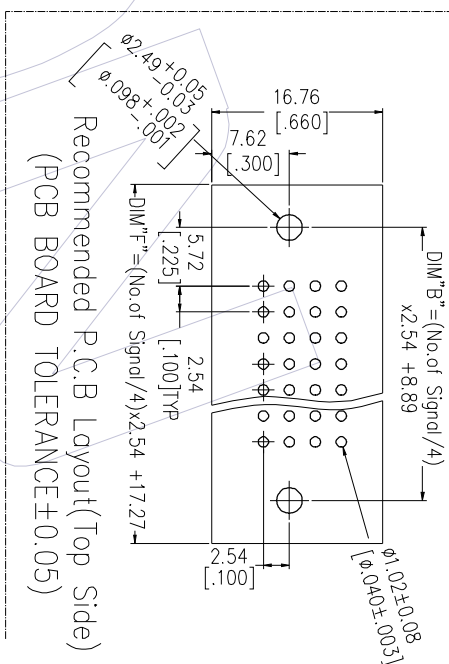 16.76
[.660]
7.62
[.300]
ø2.49+0.05
-0.03
ø.098+.002
-.001
DIM"B"=(No.of Signal/4)
x2.54 +8.89
5.72
[.225]
2.54
[.100]TYP
DIM"F"=(No.of Signal/4)x2.54 +17.27
2.54
[.100]
ø1.02±0.08
[ø.040±.003]
Recommended P.C.B Layout(Top Side)
(PCB BOARD TOLERANCE±0.05)